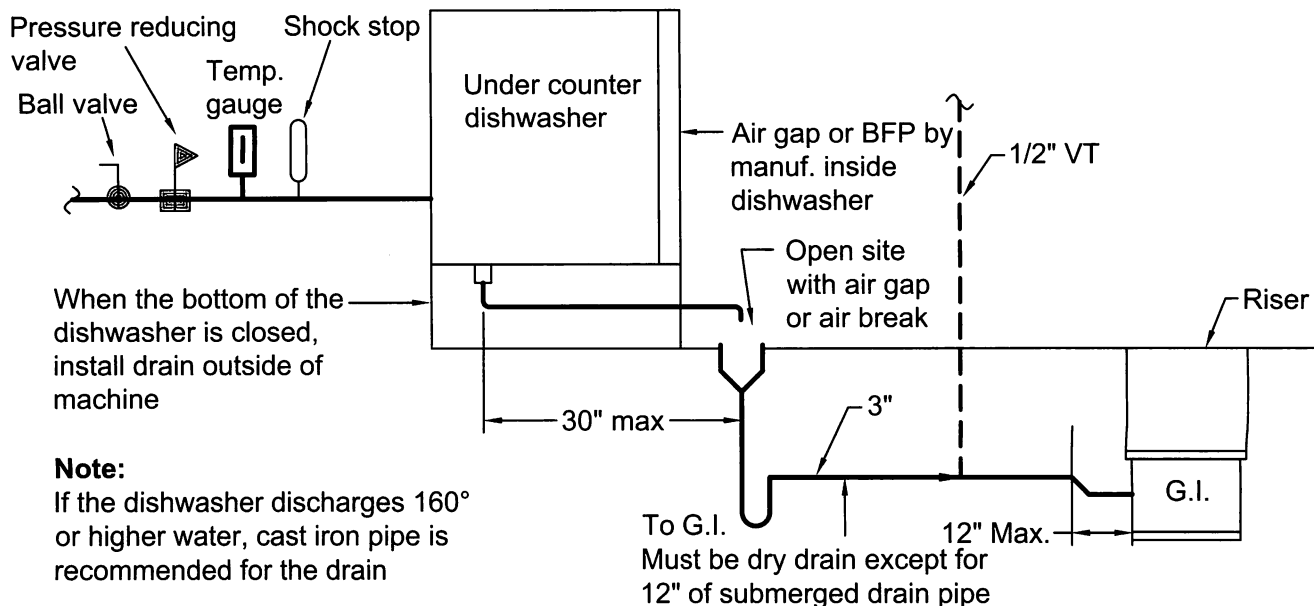 Pressure reducing
valve
Shock stop
Temp.
gauge
Ball valve
Under counter
dishwasher
Air gap or BFP by
manuf. inside
dishwasher
1/2" VT
Open site
with air gap
or air break
When the bottom of the
dishwasher is closed,
install drain outside of
machine
Riser
30" max
3"
Note:
If the dishwasher discharges 160°
or higher water, cast iron pipe is
recommended for the drain
G.I.
12" Max.
To G.I.
Must be dry drain except for
12" of submerged drain pipe